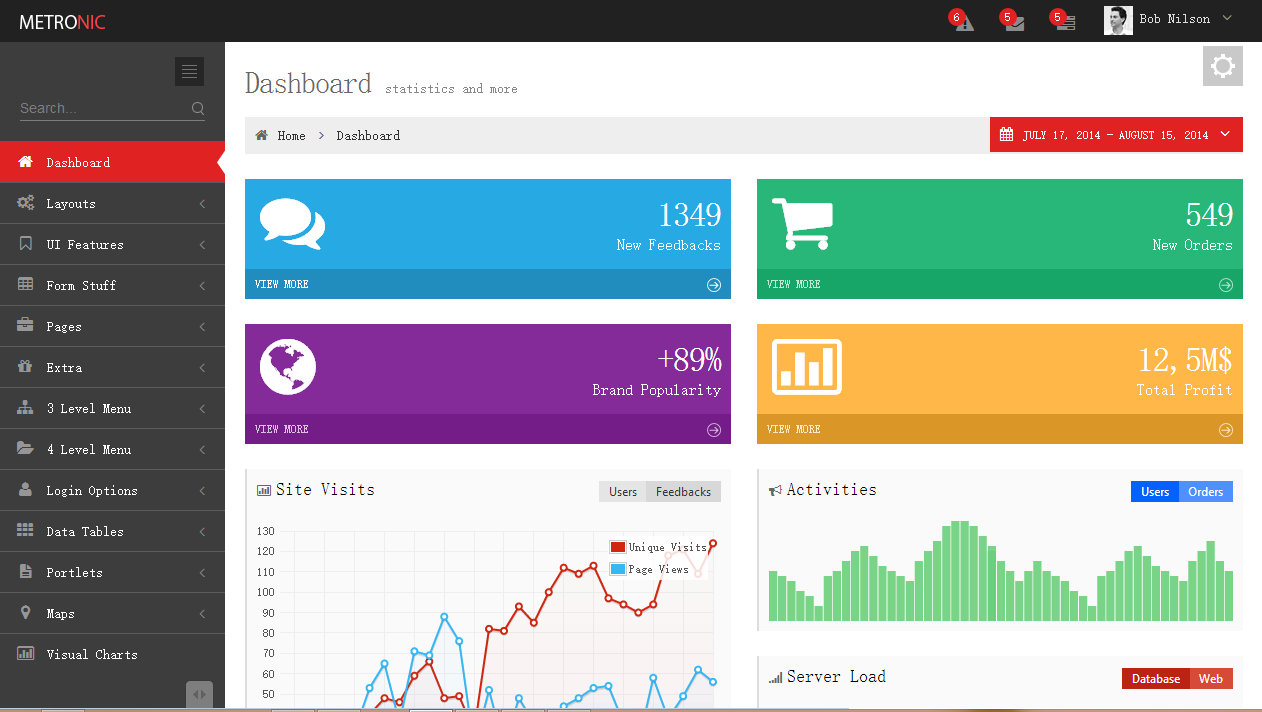 METRONIC
6
5
5
Bob Nilson
Search...
Dashboard
Layouts
UI Features
Form Stuff
Pages
Extra
3 Level Menu
4 Level Menu
Login Options
Data Tables
Portlets
Maps
Visual Charts
Dashboard statistics and more
Home > Dashboard
JULY 17, 2014 - AUGUST 15, 2014
1349
New Feedbacks
VIEW MORE
549
New Orders
VIEW MORE
+89%
Brand Popularity
VIEW MORE
12,5M$
Total Profit
VIEW MORE
Site Visits
Users Feedbacks
130
120
110
100
90
80
70
60
50
Unique Visits
Page Views
Activities
Users Orders
Server Load
Database Web